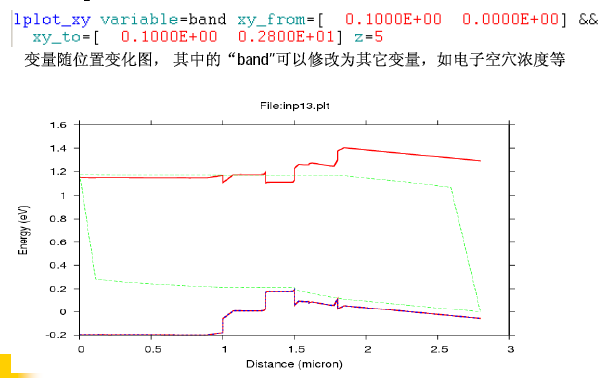 lplot_xy variable=band xy_from=[ 0.1000E+00 0.0000E+00] &&
xy_to=[ 0.1000E+00 0.2800E+01] z=5
变量随位置变化图， 其中的 “band”可以修改为其它变量，如电子空穴浓度等
File:inp13.plt
1.6
1.4
1.2
1
0.8
0.6
0.4
0.2
0
-0.2
Energy (eV)
0 0.5 1 1.5 2 2.5 3
Distance (micron)